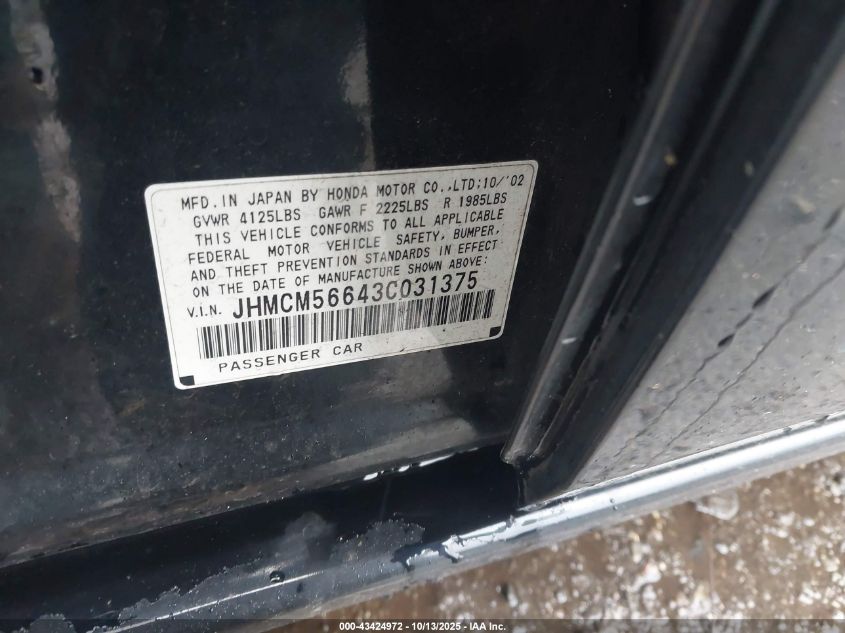 MFD. IN JAPAN BY HONDA MOTOR CO.,LTD; 10/'02
GVWR 4125LBS GAWR F 2225LBS R 1985LBS
THIS VEHICLE CONFORMS TO ALL APPLICABLE
FEDERAL MOTOR VEHICLE SAFETY, BUMPER,
AND THEFT PREVENTION STANDARDS IN EFFECT
ON THE DATE OF MANUFACTURE SHOWN ABOVE:
V.I.N. JHMCM56643C031375
PASSENGER CAR
000-43424972 | 10/13/2025 - IAA Inc.